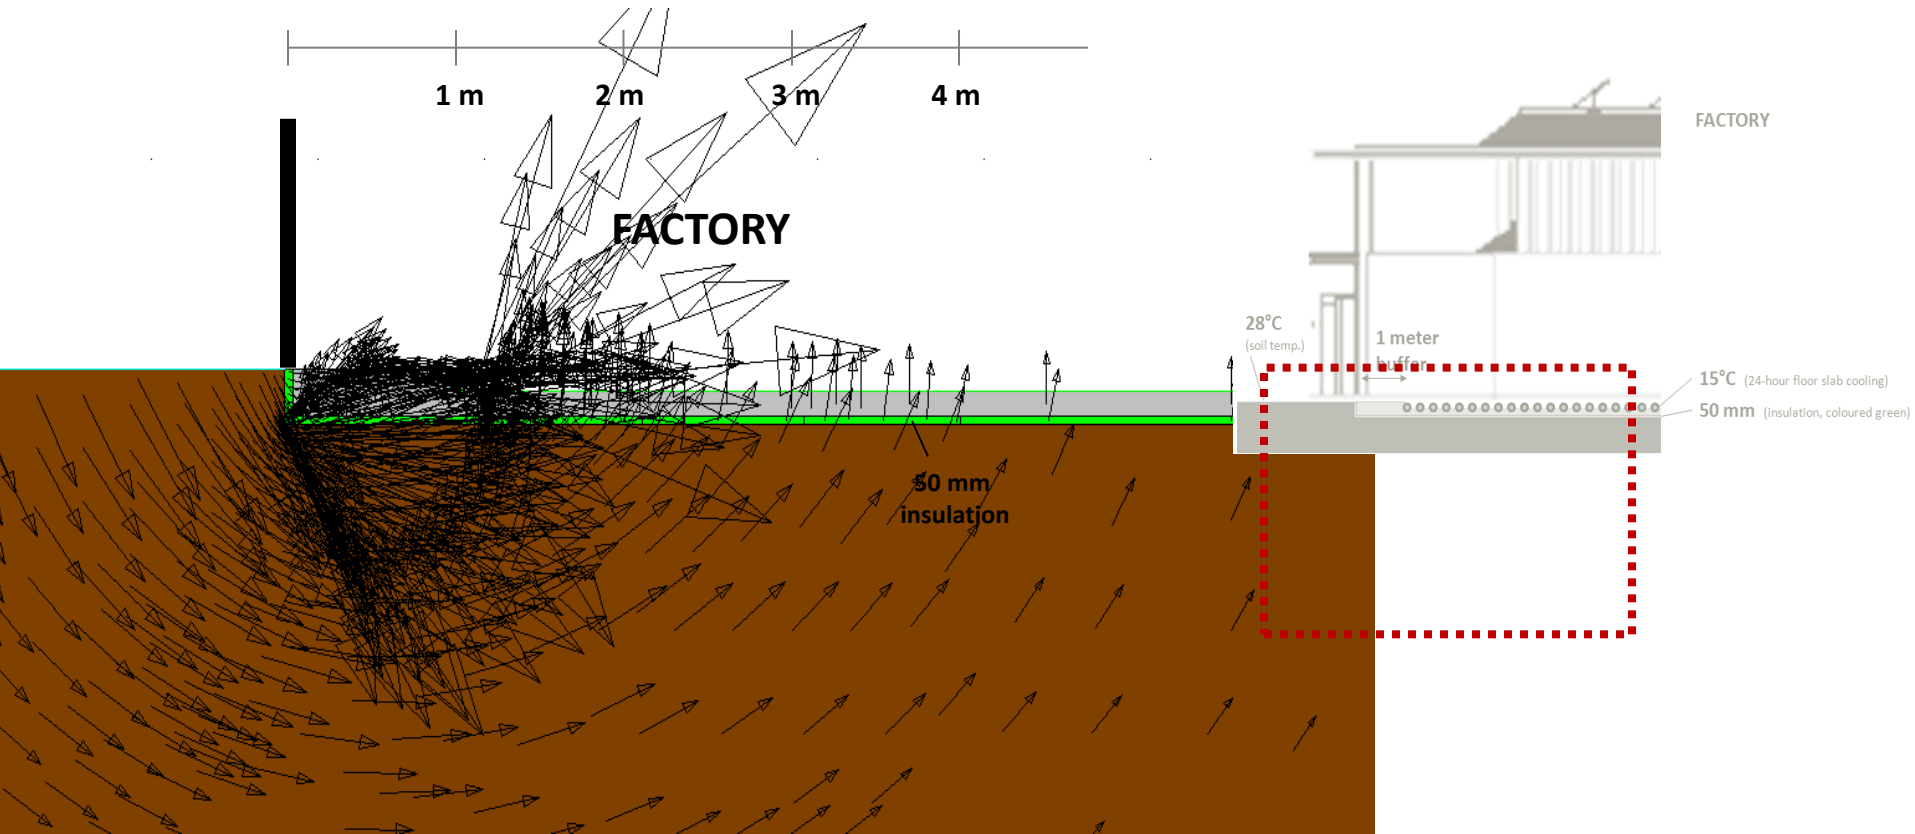 1 m
2 m
3 m
4 m
FACTORY
50 mm
insulation
FACTORY
28°C
(soil temp.)
1 meter
buffer
15°C (24-hour floor slab cooling)
50 mm (insulation, coloured green)